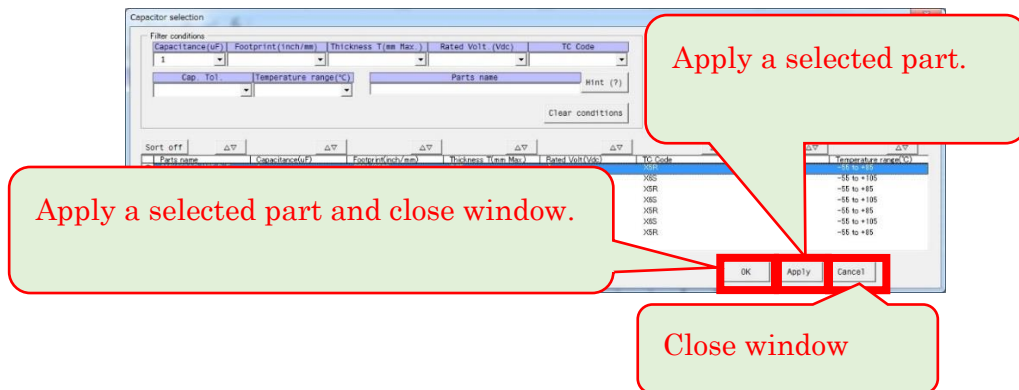 Capacitor selection
Filter conditions
Capacitance(uF) Footprint(inch/mm) Thickness T(mm Max.) Rated Volt.(Vdc) TC Code
1
Cap. Tol. Temperature range(°C) Parts name
Hint (?)
Clear conditions
Sort off △▽ △▽ △▽ △▽ △▽ △▽
Parts name Capacitance(uF) Footprint(inch/mm) Thickness T(mm Max.) Rated Volt(Vdc) TC Code Temperature range(°C)
X5R -55 to +85
X6S -55 to +105
X5R -55 to +85
X6S -55 to +105
X5R -55 to +85
X6S -55 to +105
X5R -55 to +85
OK Apply Cancel
Apply a selected part.
Apply a selected part and close window.
Close window